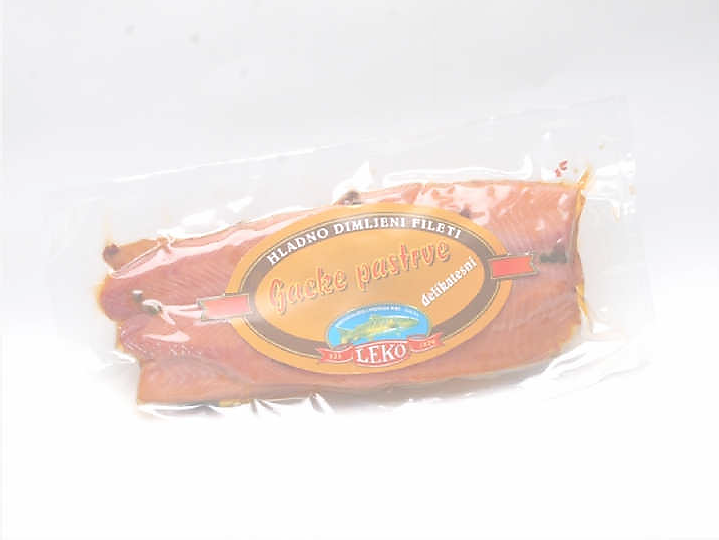 HLADNO DIMLJENI FILETI
Gacke pastrve
delikatesni
LEKO